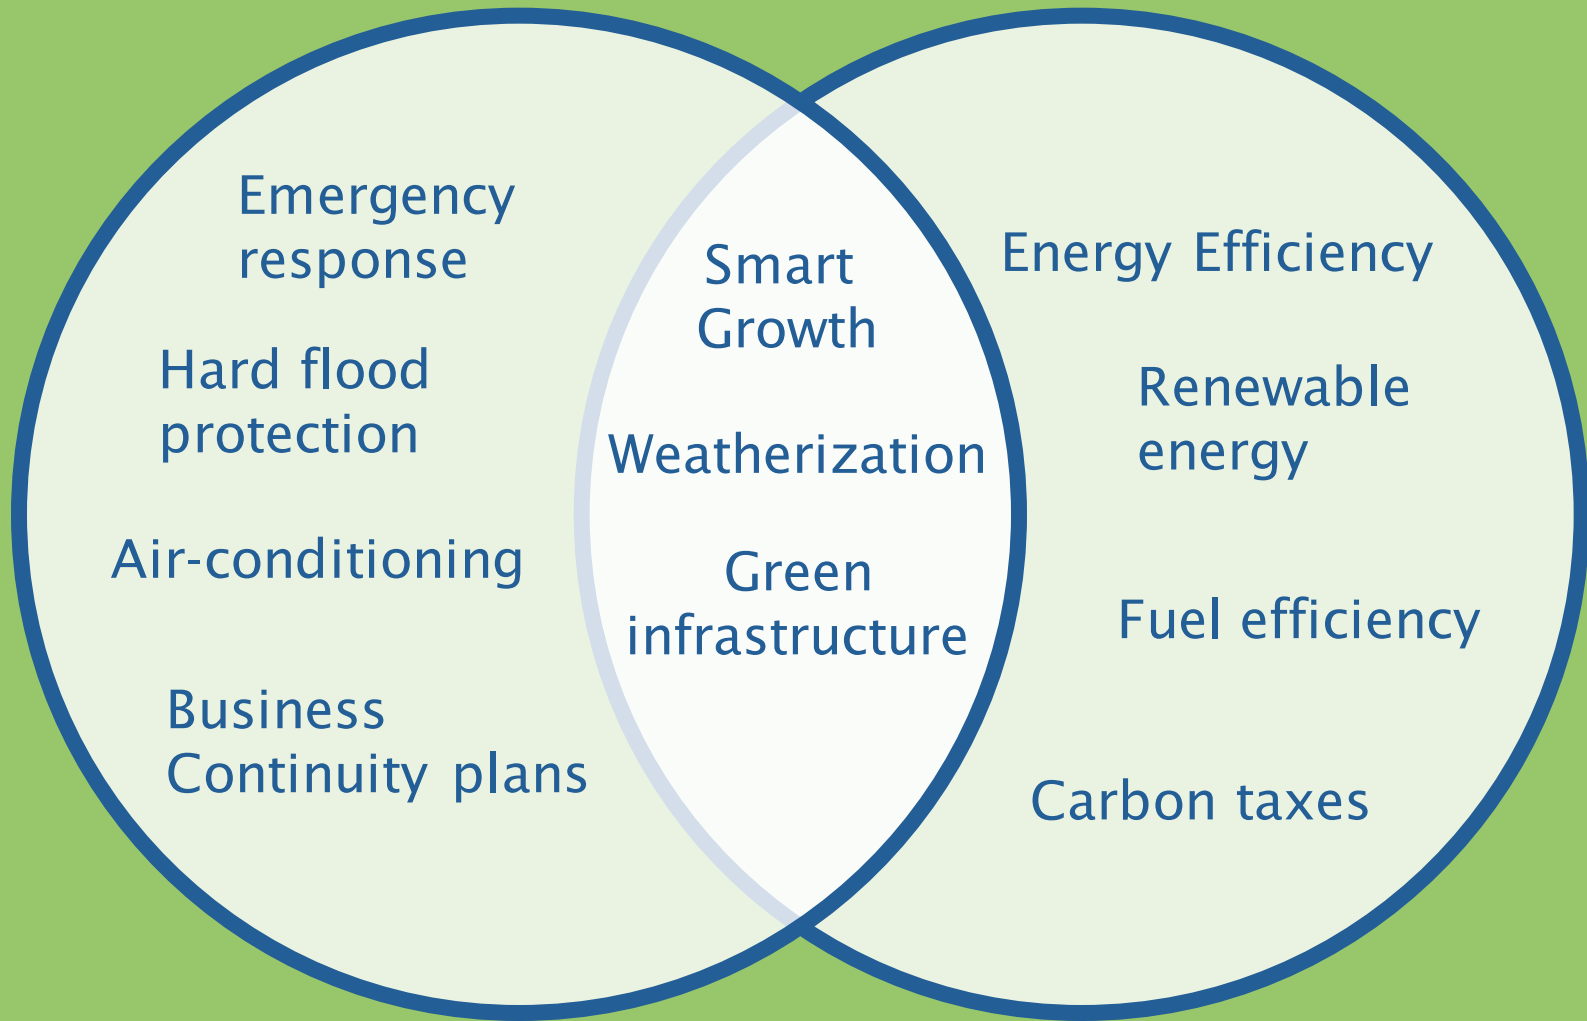 Emergency
response
Hard flood
protection
Air-conditioning
Business
Continuity plans
Smart
Growth
Weatherization
Green
infrastructure
Energy Efficiency
Renewable
energy
Fuel efficiency
Carbon taxes